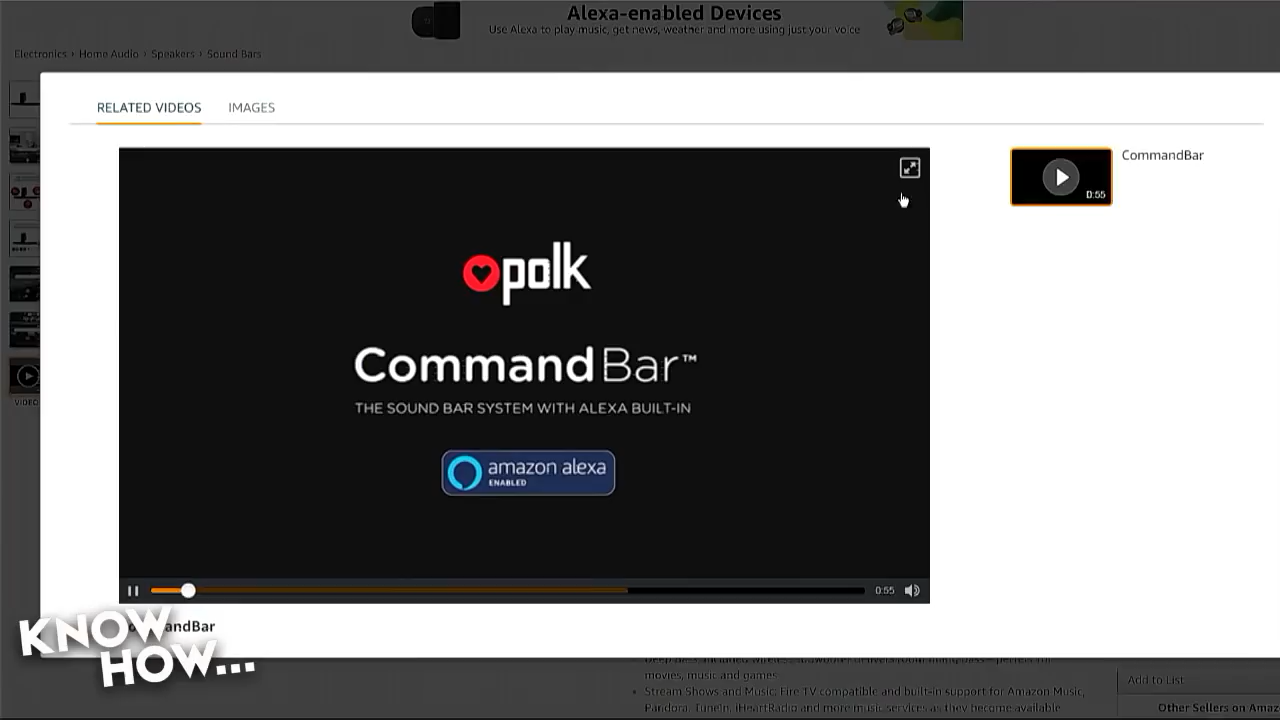 Alexa-enabled Devices
Use Alexa to play music, get news, weather and more using just your voice
Electronics › Home Audio › Speakers › Sound Bars
RELATED VIDEOS
IMAGES
CommandBar
0:55
polk
CommandBar™
THE SOUND BAR SYSTEM WITH ALEXA BUILT-IN
amazon alexa
ENABLED
0:55
VIDEO
andBar
KNOW
HOW...
movies, music and games
Add to List
Stream Shows and Music: Fire TV compatible and built-in support for Amazon Music,
Pandora, TuneIn, iHeartRadio and more music services as they become available
Other Sellers on Amaz